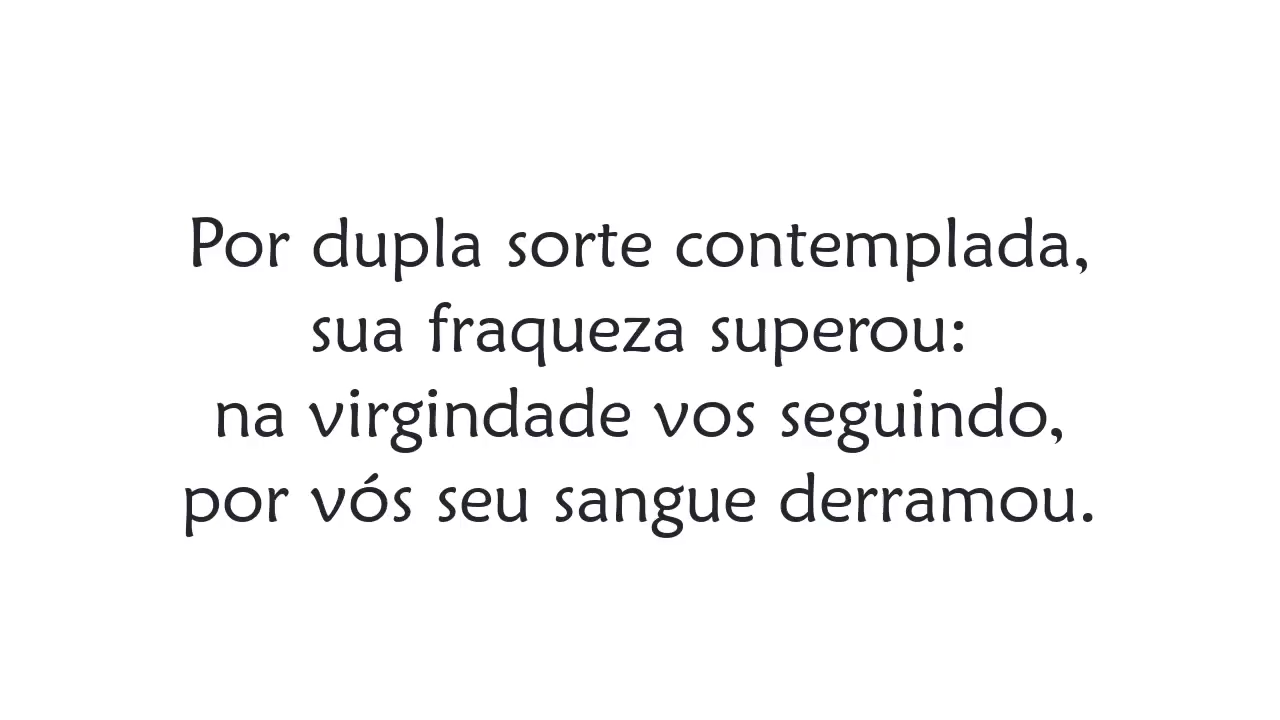 Por dupla sorte contemplada,
sua fraqueza superou:
na virgindade vos seguindo,
por vós seu sangue derramou.